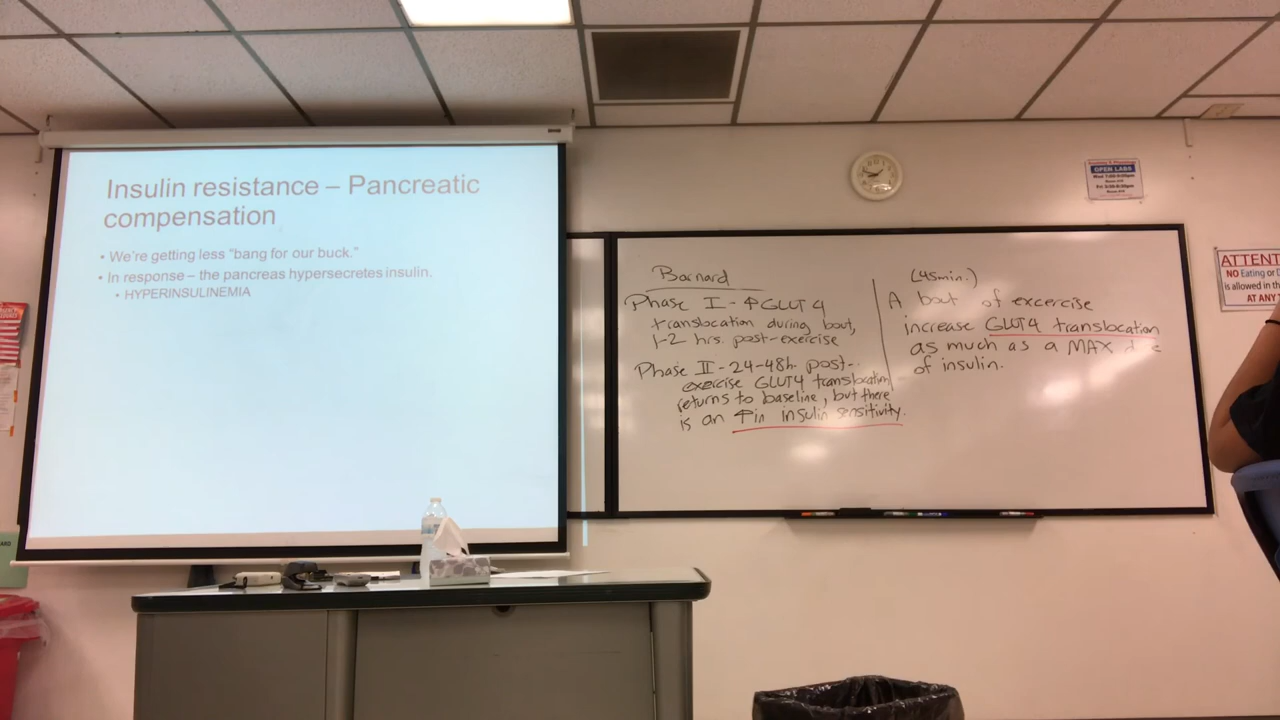 Insulin resistance – Pancreatic
compensation
• We're getting less "bang for our buck."
• In response – the pancreas hypersecretes insulin.
• HYPERINSULINEMIA
Barnard
Phase I - ↑GLUT4
translocation during bout,
1-2 hrs. post-exercise
Phase II - 24-48h. post-
exercise GLUT4 translocation
returns to baseline, but there
is an ↑in insulin sensitivity.
(45min.)
A bout of excercise
increase GLUT4 translocation
as much as a MAX
of insulin.
OPEN LABS
ATTENT
NO Eating or D
is allowed in th
AT ANY